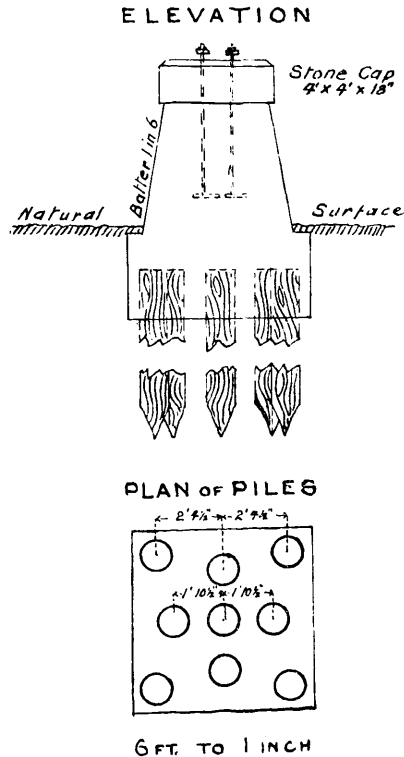 ELEVATION
Stone Cap
4' x 4' x 18"
Batter 1 in 6
Natural Surface
PLAN OF PILES
2' 4½" 2' 4½"
1' 10½" 1' 10½"
6 FT. TO 1 INCH